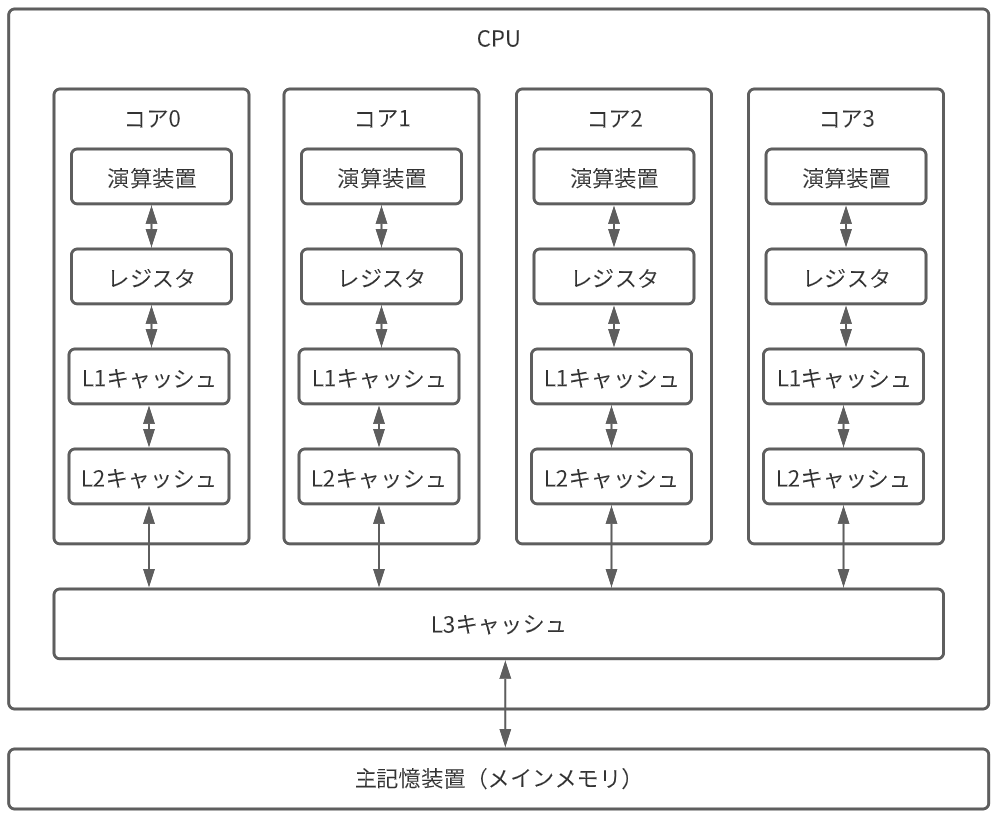 CPU
コア0
コア1
コア2
コア3
演算装置
演算装置
演算装置
演算装置
レジスタ
レジスタ
レジスタ
レジスタ
L1キャッシュ
L1キャッシュ
L1キャッシュ
L1キャッシュ
L2キャッシュ
L2キャッシュ
L2キャッシュ
L2キャッシュ
L3キャッシュ
主記憶装置（メインメモリ）